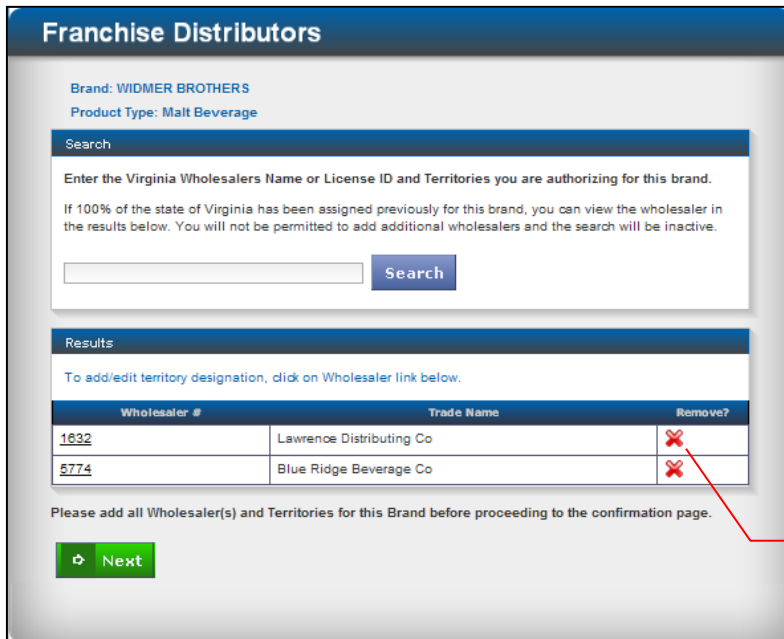 Franchise Distributors
Brand: WIDMER BROTHERS
Product Type: Malt Beverage
Search
Enter the Virginia Wholesalers Name or License ID and Territories you are authorizing for this brand.
If 100% of the state of Virginia has been assigned previously for this brand, you can view the wholesaler in
the results below. You will not be permitted to add additional wholesalers and the search will be inactive.
Search
Results
To add/edit territory designation, click on Wholesaler link below.
Wholesaler # Trade Name Remove?
1632 Lawrence Distributing Co
5774 Blue Ridge Beverage Co
Please add all Wholesaler(s) and Territories for this Brand before proceeding to the confirmation page.
Next